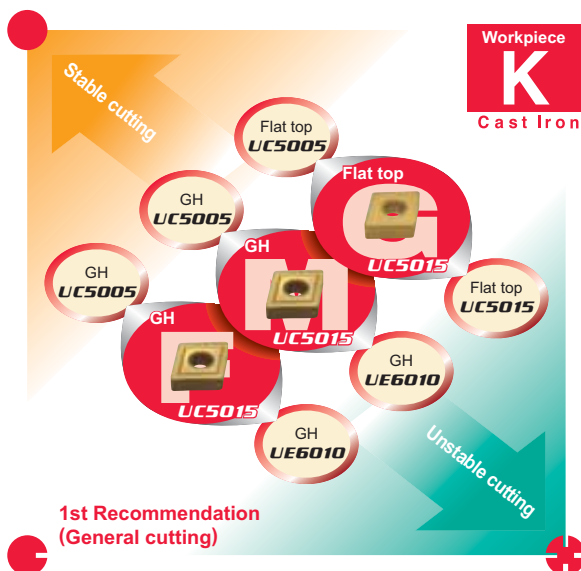 Workpiece
K
Cast Iron
Stable cutting
Flat top
UC5005
Flat top
G
UC5015
GH
UC5005
GH
M
UC5015
GH
UC5005
Flat top
UC5015
GH
F
UC5015
GH
UE6010
GH
UE6010
Unstable cutting
1st Recommendation
(General cutting)